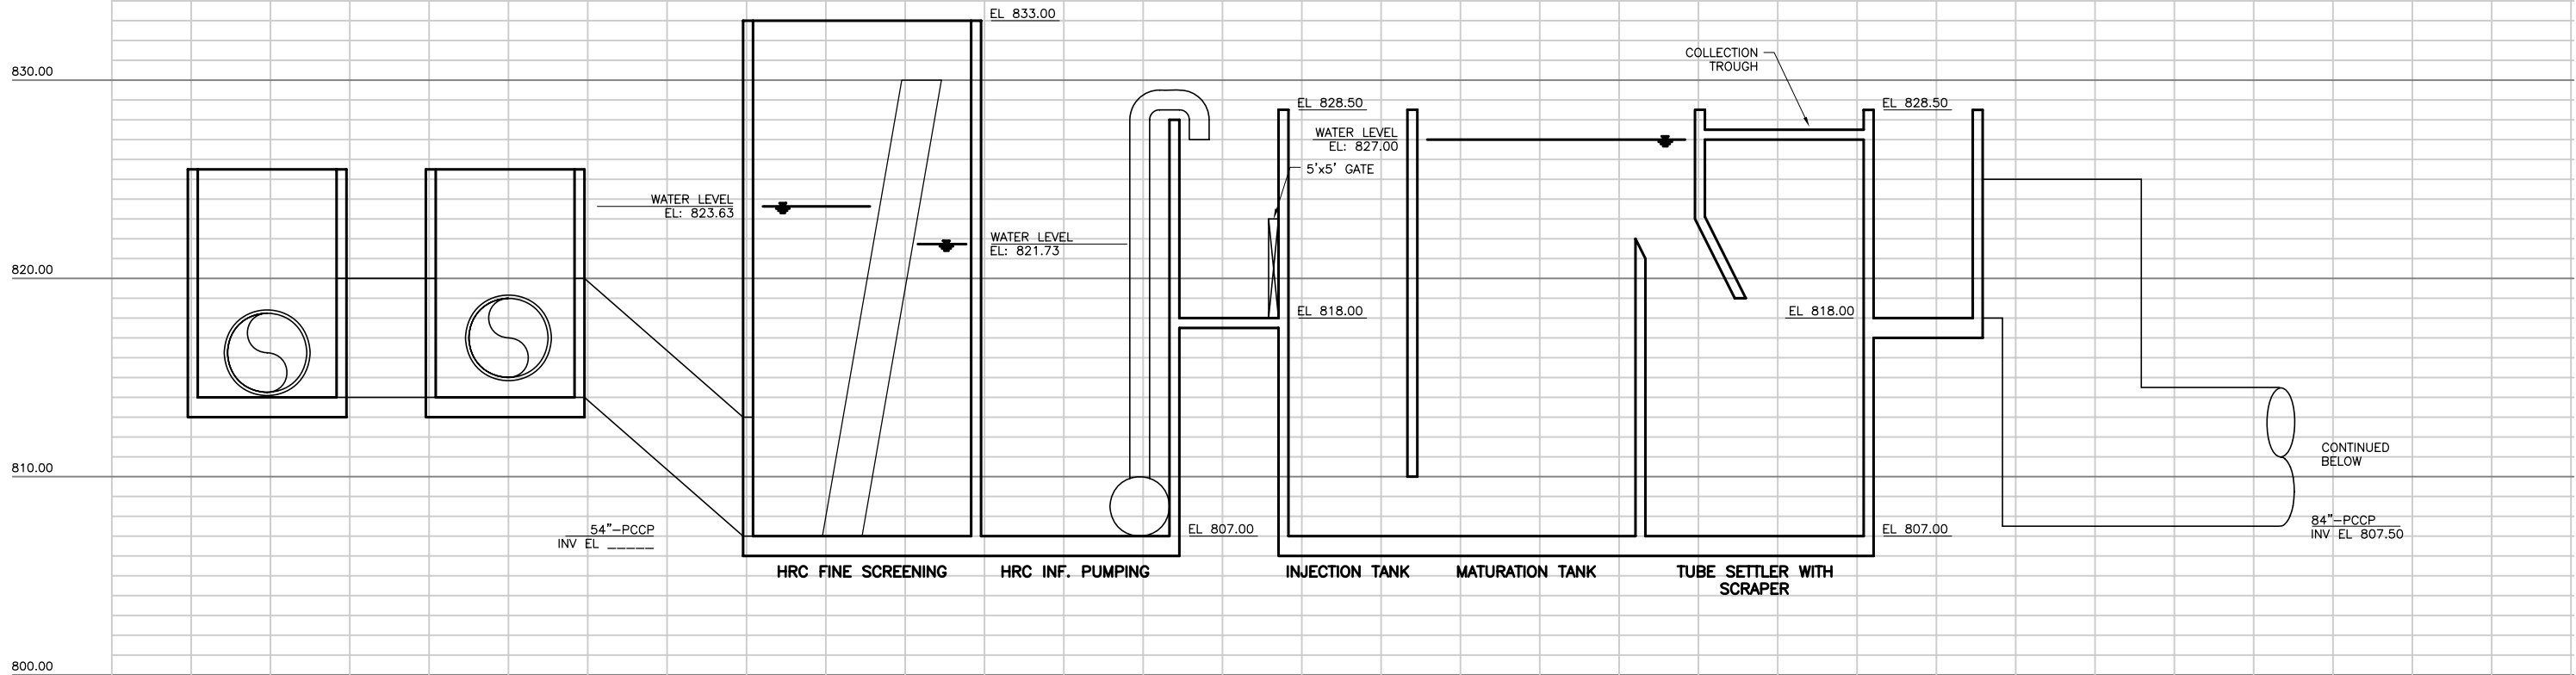 EL 833.00
COLLECTION
TROUGH
830.00
EL 828.50
EL 828.50
WATER LEVEL
EL: 827.00
5'x5' GATE
WATER LEVEL
EL: 823.63
WATER LEVEL
EL: 821.73
820.00
EL 818.00
EL 818.00
810.00
CONTINUED
BELOW
54"-PCCP
INV EL _____
EL 807.00
EL 807.00
84"-PCCP
INV EL 807.50
HRC FINE SCREENING
HRC INF. PUMPING
INJECTION TANK
MATURATION TANK
TUBE SETTLER WITH
SCRAPER
800.00